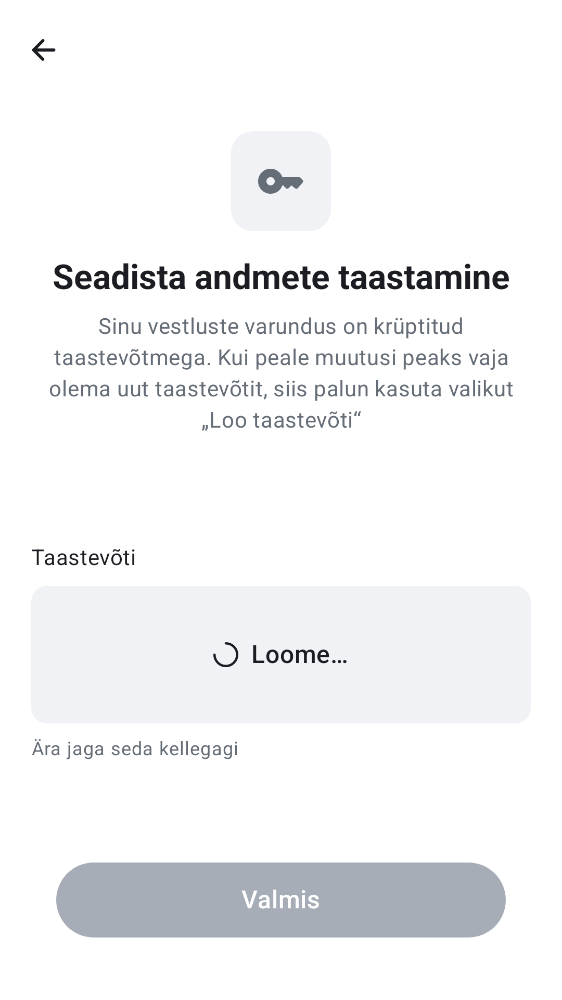 Seadista andmete taastamine
Sinu vestluste varundus on krüptitud
taastevõtmega. Kui peale muutusi peaks vaja
olema uut taastevõtit, siis palun kasuta valikut
„Loo taastevõti“
Taastevõti
Loome…
Ära jaga seda kellegagi
Valmis